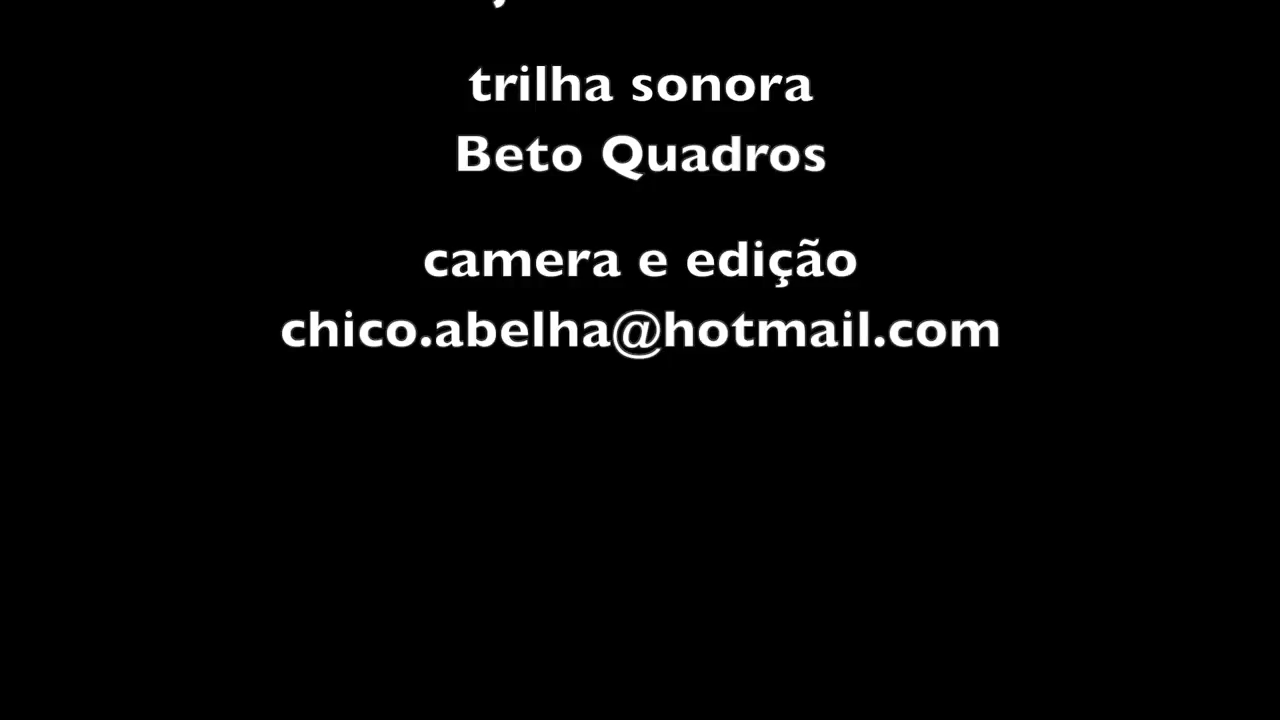 trilha sonora
Beto Quadros
camera e edição
chico.abelha@hotmail.com